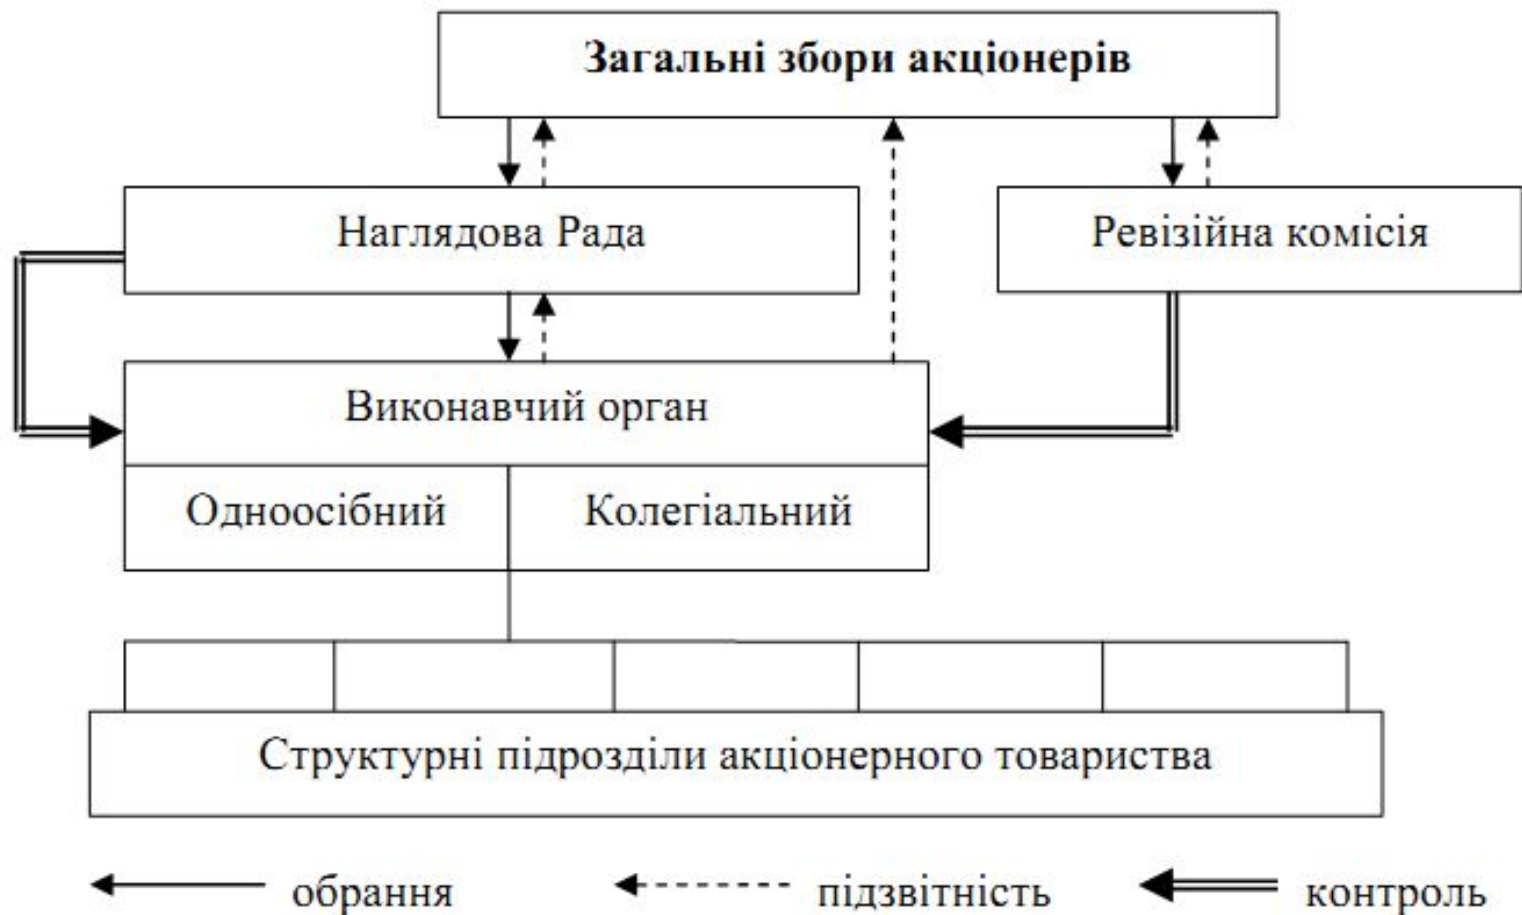 Загальні збори акціонерів
Наглядова Рада
Ревізійна комісія
Виконавчий орган
Одноосібний
Колегіальний
Структурні підрозділи акціонерного товариства
обрання
підзвітність
контроль